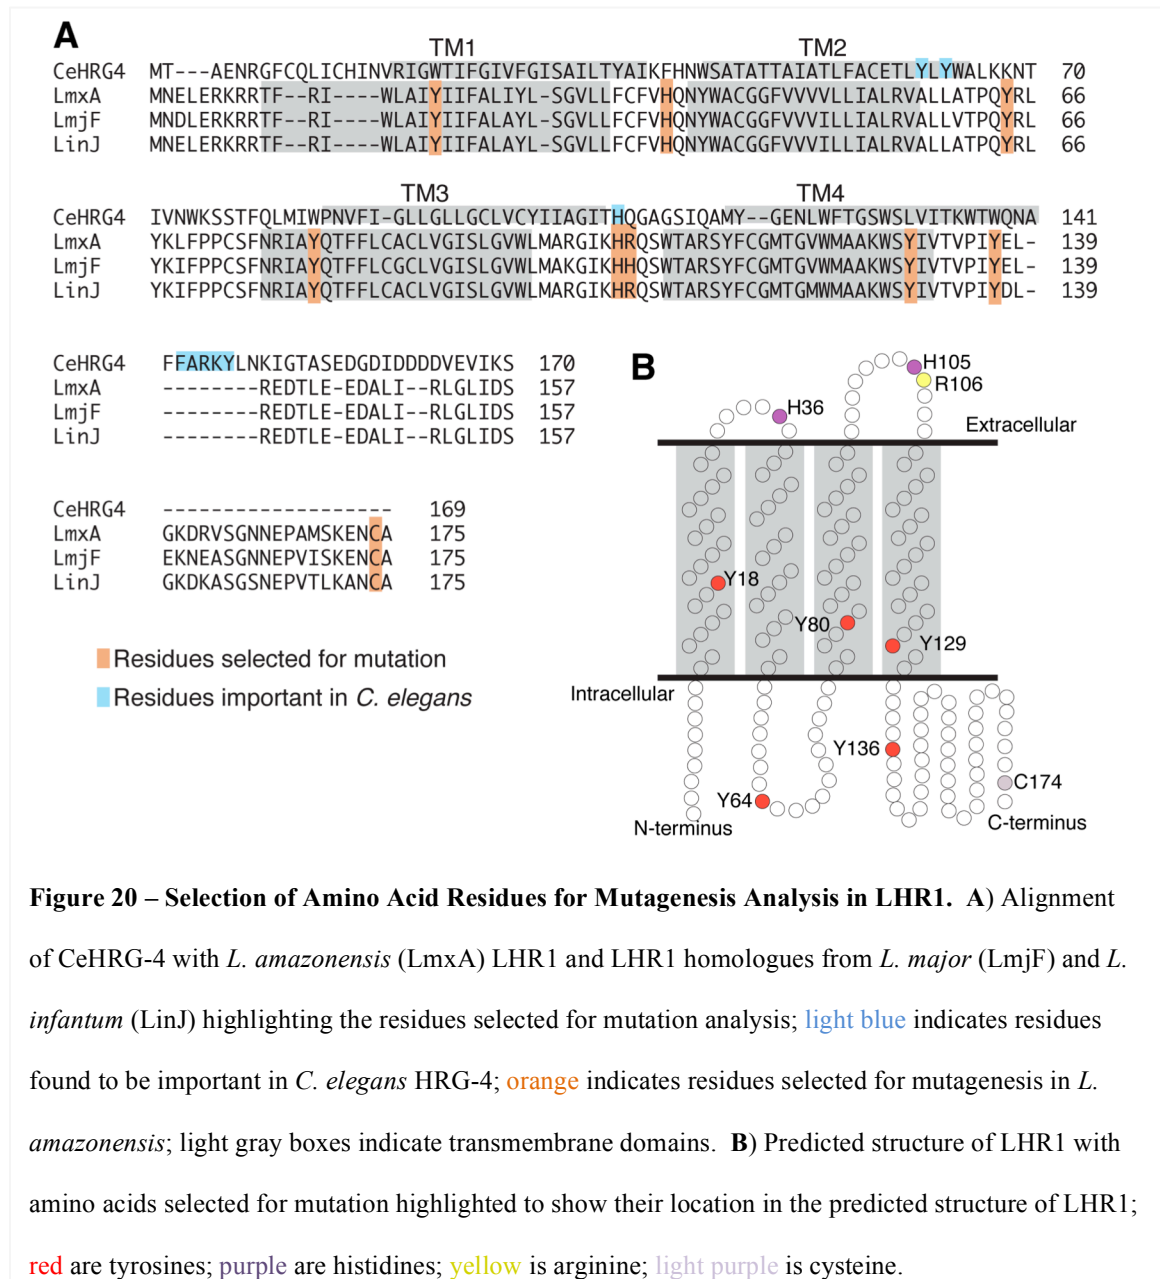 A
TM1 TM2
CeHRG4 MT---AENRGFCQLICHINVRIGWTIFGIVFGISAILTYAIKFHNWSATATTAIATLFACETLYLYWALKKNT 70
LmxA MNELERKRRTF--RI----WLAIYIIFALIYL-SGVLLFCFVHQNYWACGGFVVVVLLIALRVALLATPQYRL 66
LmjF MNDLERKRRTF--RI----WLAIYIIFALAYL-SGVLLFCFVHQNYWACGGFVVVILLIALRVALLVTPQYRL 66
LinJ MNELERKRRTF--RI----WLAIYIIFALAYL-SGVLLFCFVHQNYWACGGFVVVILLIALRVALLATPQYRL 66
TM3 TM4
CeHRG4 IVNWKSSTFQLMIWPNVFI-GLLGLLGCLVCYIIAGITHQGAGSIQAMY--GENLWFTGSWSLVITKWTWQNA 141
LmxA YKLFPPCSFNRIAYQTFFLCACLVGISLGVWLMARGIKHRQSWTARSYFCGMTGVWMAAKWSYIVTVPIYEL- 139
LmjF YKIFPPCSFNRIAYQTFFLCGCLVGISLGVWLMAKGIKHHQSWTARSYFCGMTGVWMAAKWSYIVTVPIYEL- 139
LinJ YKIFPPCSFNRIAYQTFFLCACLVGISLGVWLMARGIKHRQSWTARSYFCGMTGMWMAAKWSYIVTVPIYDL- 139
CeHRG4 FFARKYLNKIGTASEDGDIDDDDVEVIKS 170
LmxA --------REDTLE-EDALI--RLGLIDS 157
LmjF --------REDTLE-EDALI--RLGLIDS 157
LinJ --------REDTLE-EDALI--RLGLIDS 157
CeHRG4 ------------------- 169
LmxA GKDRVSGNNEPAMSKENCA 175
LmjF EKNEASGNNEPVISKENCA 175
LinJ GKDKASGSNEPVTLKANCA 175
Residues selected for mutation
Residues important in C. elegans
B
H105
R106
H36
Extracellular
Y18
Y80
Y129
Intracellular
Y136
C174
Y64
N-terminus
C-terminus
Figure 20 – Selection of Amino Acid Residues for Mutagenesis Analysis in LHR1. A) Alignment
of CeHRG-4 with L. amazonensis (LmxA) LHR1 and LHR1 homologues from L. major (LmjF) and L.
infantum (LinJ) highlighting the residues selected for mutation analysis; light blue indicates residues
found to be important in C. elegans HRG-4; orange indicates residues selected for mutagenesis in L.
amazonensis; light gray boxes indicate transmembrane domains. B) Predicted structure of LHR1 with
amino acids selected for mutation highlighted to show their location in the predicted structure of LHR1;
red are tyrosines; purple are histidines; yellow is arginine; light purple is cysteine.